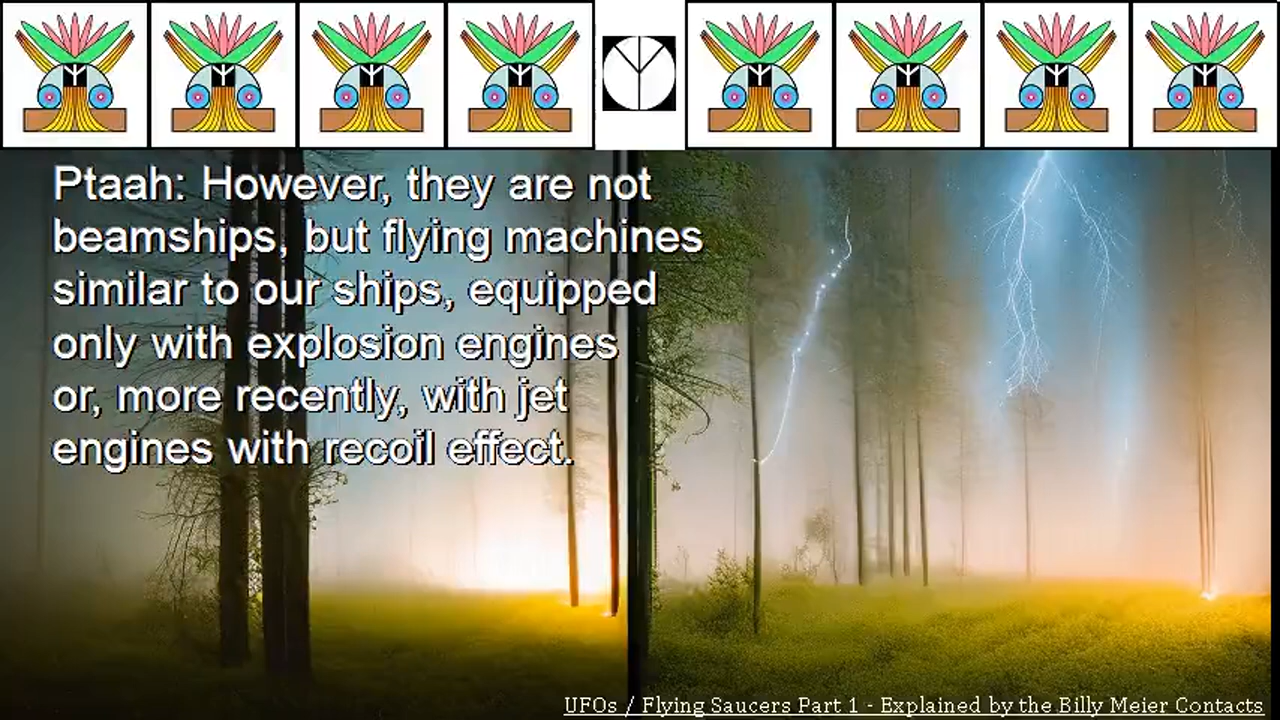 Ptaah: However, they are not
beamships, but flying machines
similar to our ships, equipped
only with explosion engines
or, more recently, with jet
engines with recoil effect.
UFOs / Flying Saucers Part 1 - Explained by the Billy Meier Contacts